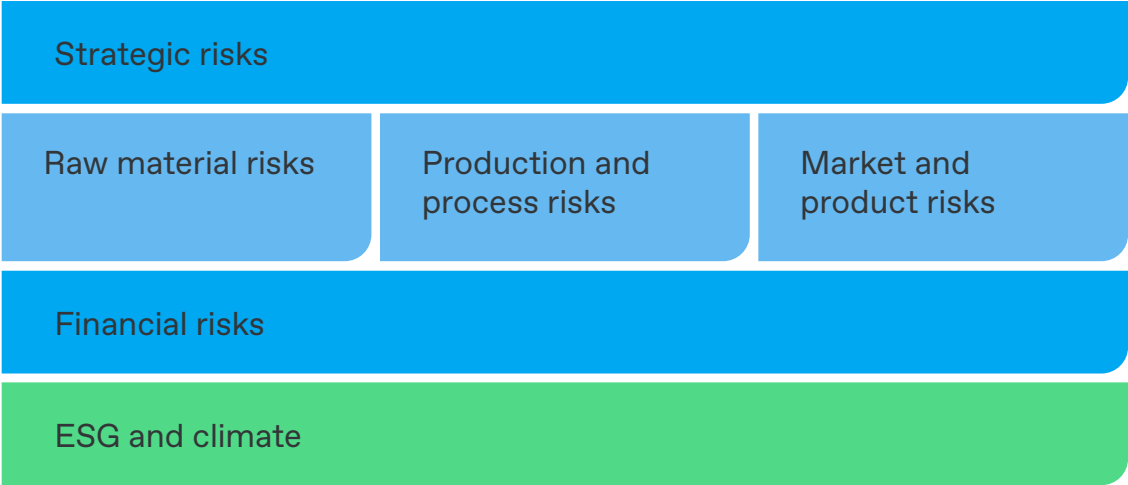 Strategic risks
Raw material risks
Production and
process risks
Market and
product risks
Financial risks
ESG and climate